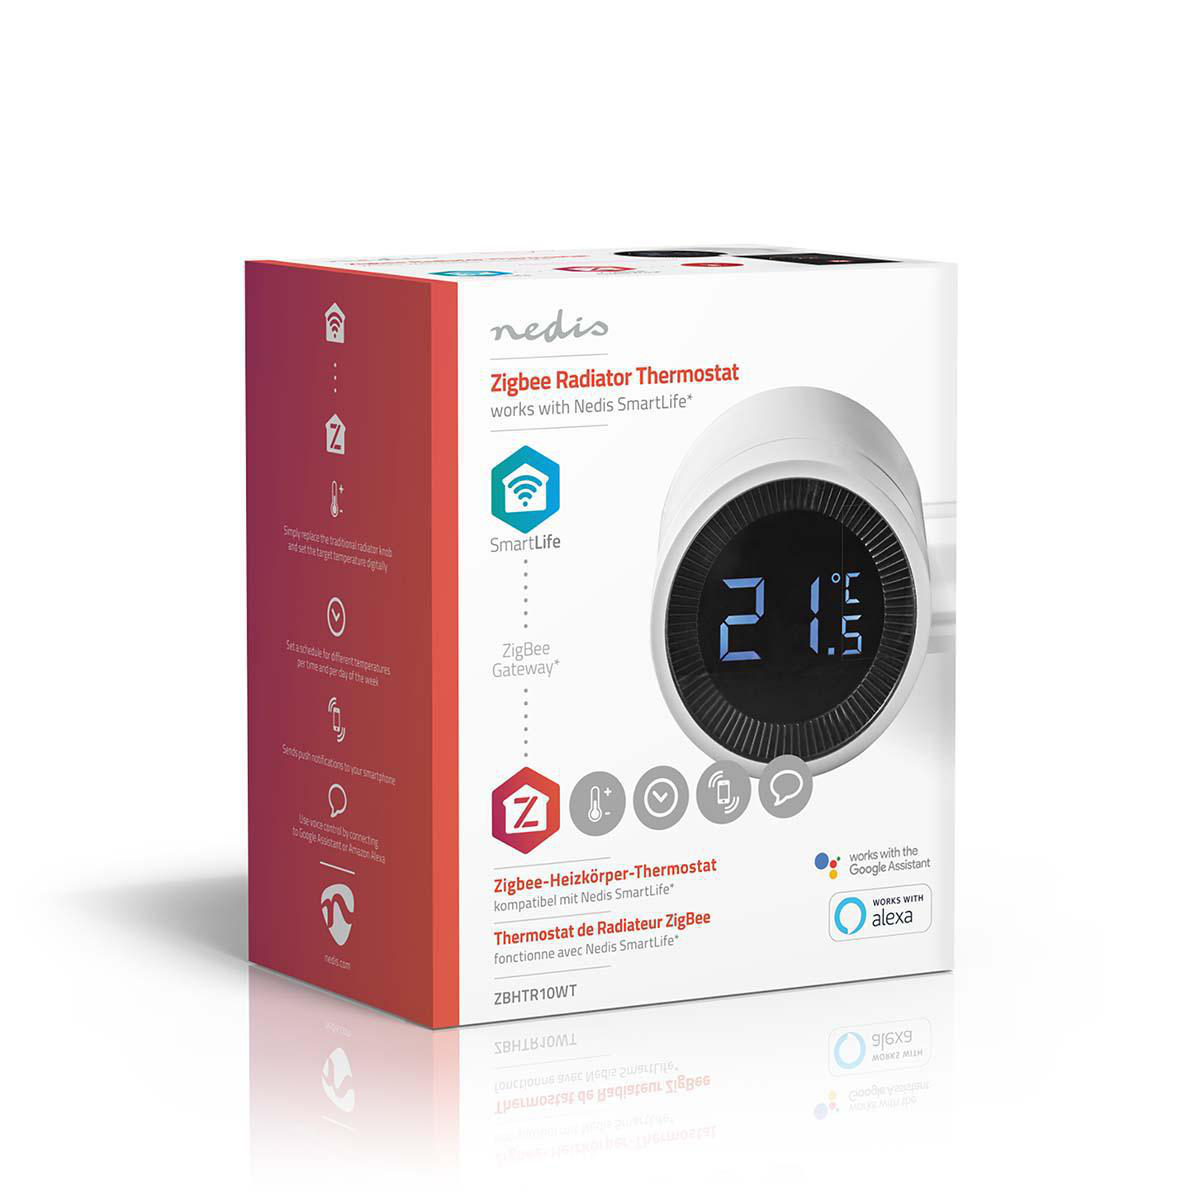 nedis
Zigbee Radiator Thermostat
works with Nedis SmartLife*
SmartLife
ZigBee
Gateway*
21.5°C
Zigbee-Heizkörper-Thermostat
kompatibel mit Nedis SmartLife*
Thermostat de Radiateur ZigBee
fonctionne avec Nedis SmartLife*
ZBHTR10WT
works with the
Google Assistant
WORKS WITH
alexa
Simply replace the traditional radiator knob
and set the target temperature digitally
Set a schedule for different temperatures
per time and per day of the week
Sends push notifications to your smartphone
Use voice control by connecting
to Google Assistant or Amazon Alexa
nedis.com
Zigbee Radiator Thermostat